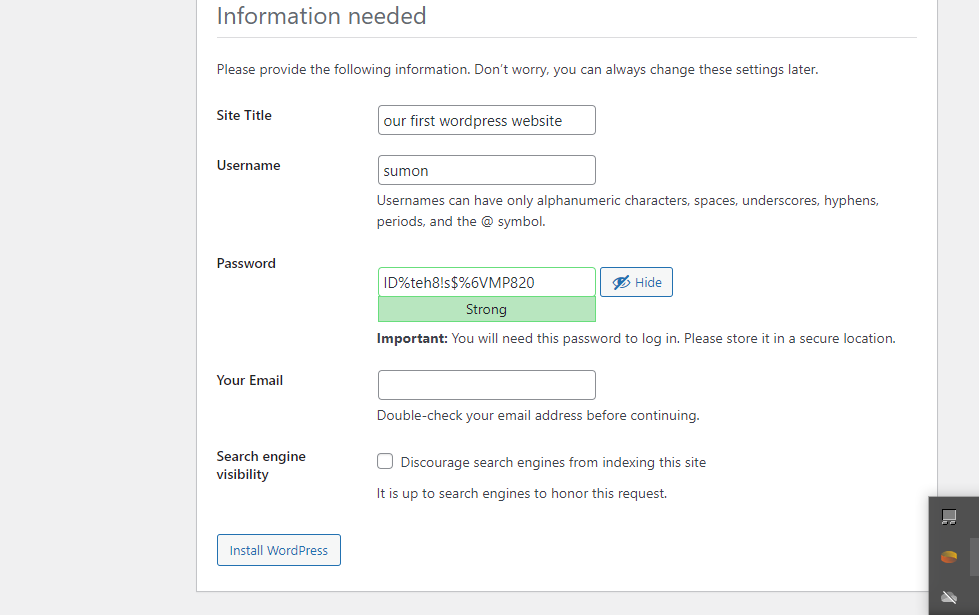 Information needed
Please provide the following information. Don’t worry, you can always change these settings later.
Site Title
our first wordpress website
Username
sumon
Usernames can have only alphanumeric characters, spaces, underscores, hyphens,
periods, and the @ symbol.
Password
ID%teh8!s$%6VMP820
Hide
Strong
Important: You will need this password to log in. Please store it in a secure location.
Your Email
Double-check your email address before continuing.
Search engine
visibility
Discourage search engines from indexing this site
It is up to search engines to honor this request.
Install WordPress